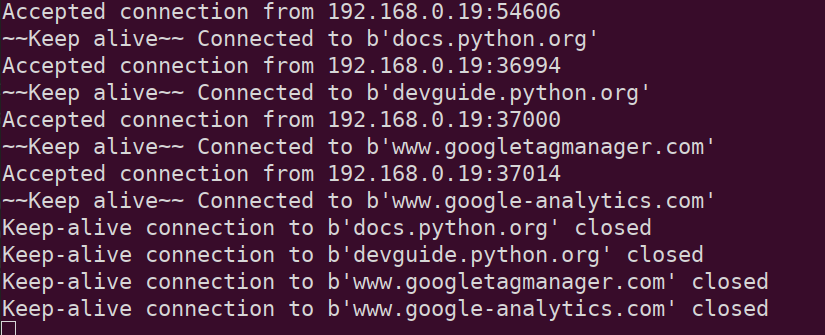 Accepted connection from 192.168.0.19:54606
~~Keep alive~~ Connected to b'docs.python.org'
Accepted connection from 192.168.0.19:36994
~~Keep alive~~ Connected to b'devguide.python.org'
Accepted connection from 192.168.0.19:37000
~~Keep alive~~ Connected to b'www.googletagmanager.com'
Accepted connection from 192.168.0.19:37014
~~Keep alive~~ Connected to b'www.google-analytics.com'
Keep-alive connection to b'docs.python.org' closed
Keep-alive connection to b'devguide.python.org' closed
Keep-alive connection to b'www.googletagmanager.com' closed
Keep-alive connection to b'www.google-analytics.com' closed